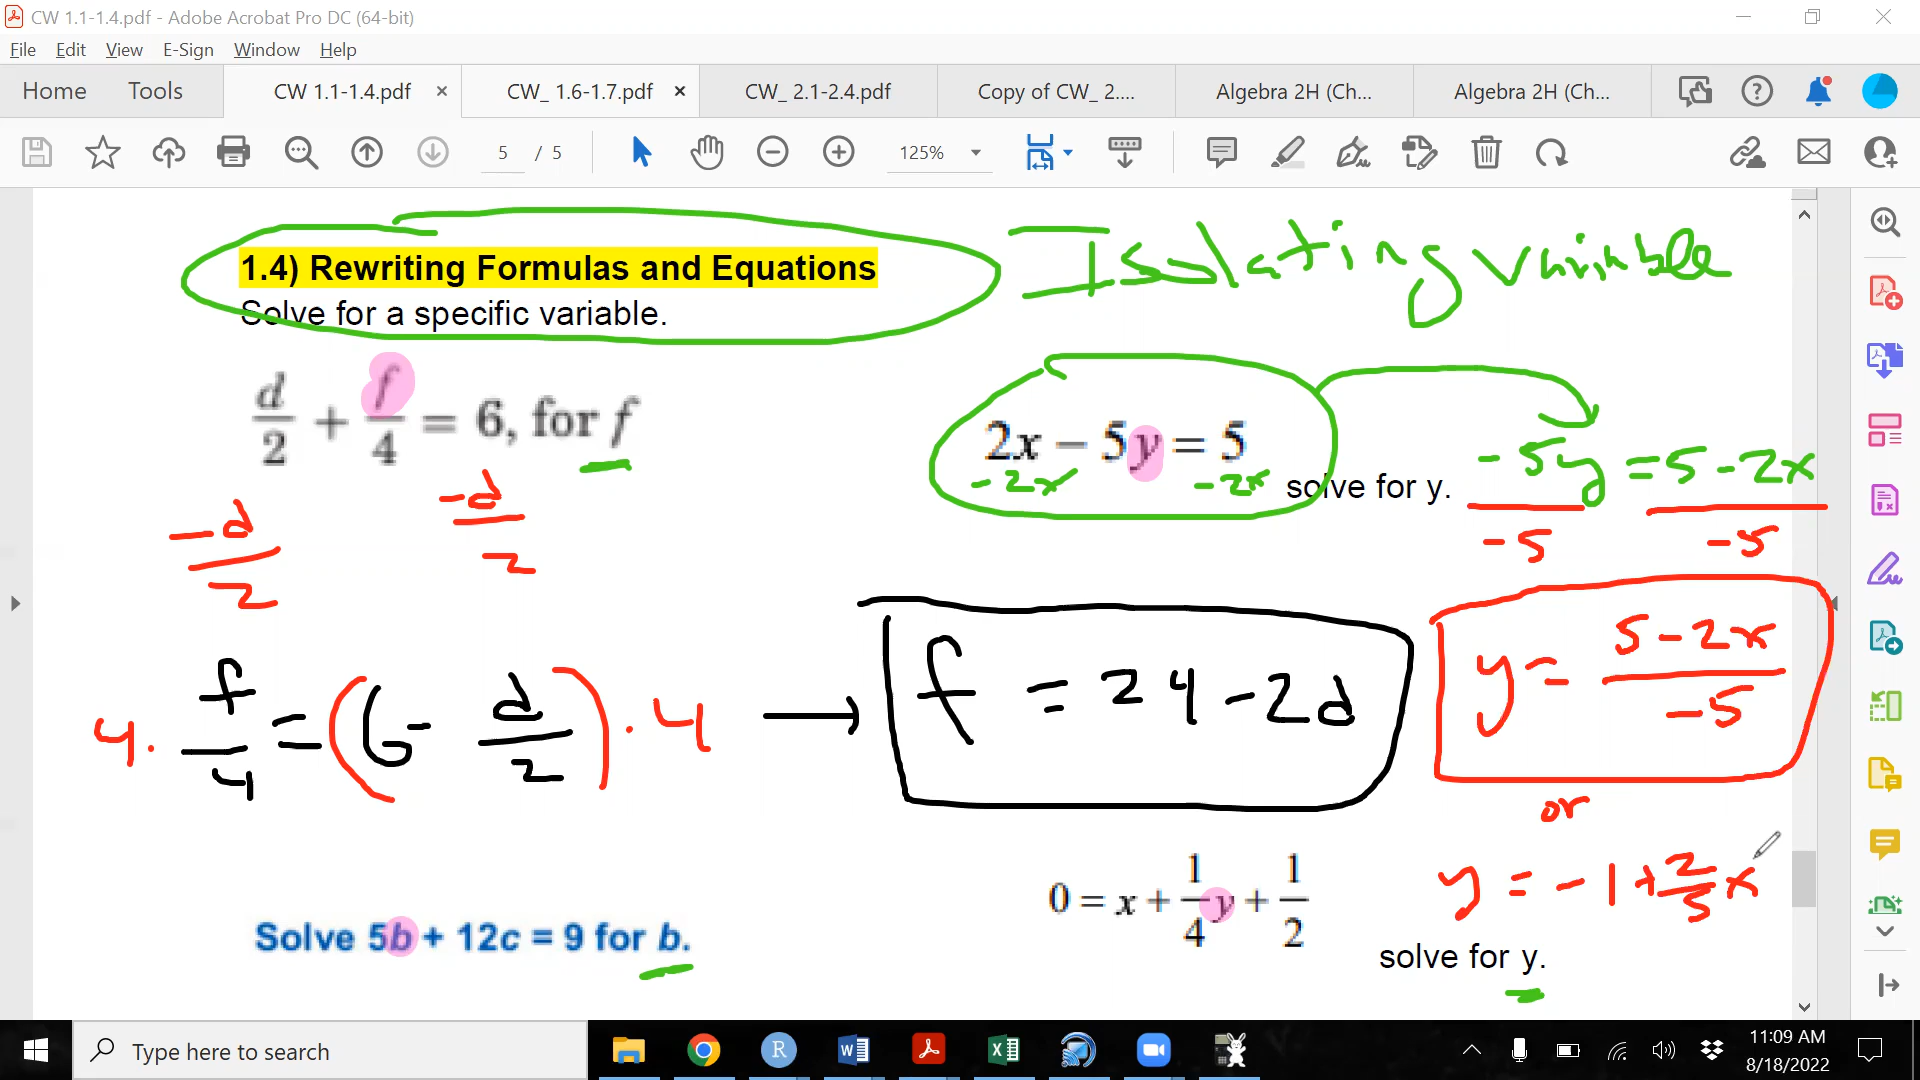 CW 1.1-1.4.pdf - Adobe Acrobat Pro DC (64-bit)
File Edit View E-Sign Window Help
Home Tools CW 1.1-1.4.pdf × CW_ 1.6-1.7.pdf × CW_ 2.1-2.4.pdf Copy of CW_ 2.... Algebra 2H (Ch... Algebra 2H (Ch...
5 / 5 125%
1.4) Rewriting Formulas and Equations
Isolating variable
Solve for a specific variable.
d/2 + f/4 = 6, for f
2x − 5y = 5
-2x -2x
solve for y.
-5y = 5-2x
-5 -5
-d/2 -d/2
4· f/4 = (6- d/2) ·4 → f = 24-2d
y = 5-2x/-5
or
y = -1+2/5x
0 = x + 1/4y + 1/2
solve for y.
Solve 5b + 12c = 9 for b.
Type here to search
11:09 AM
8/18/2022